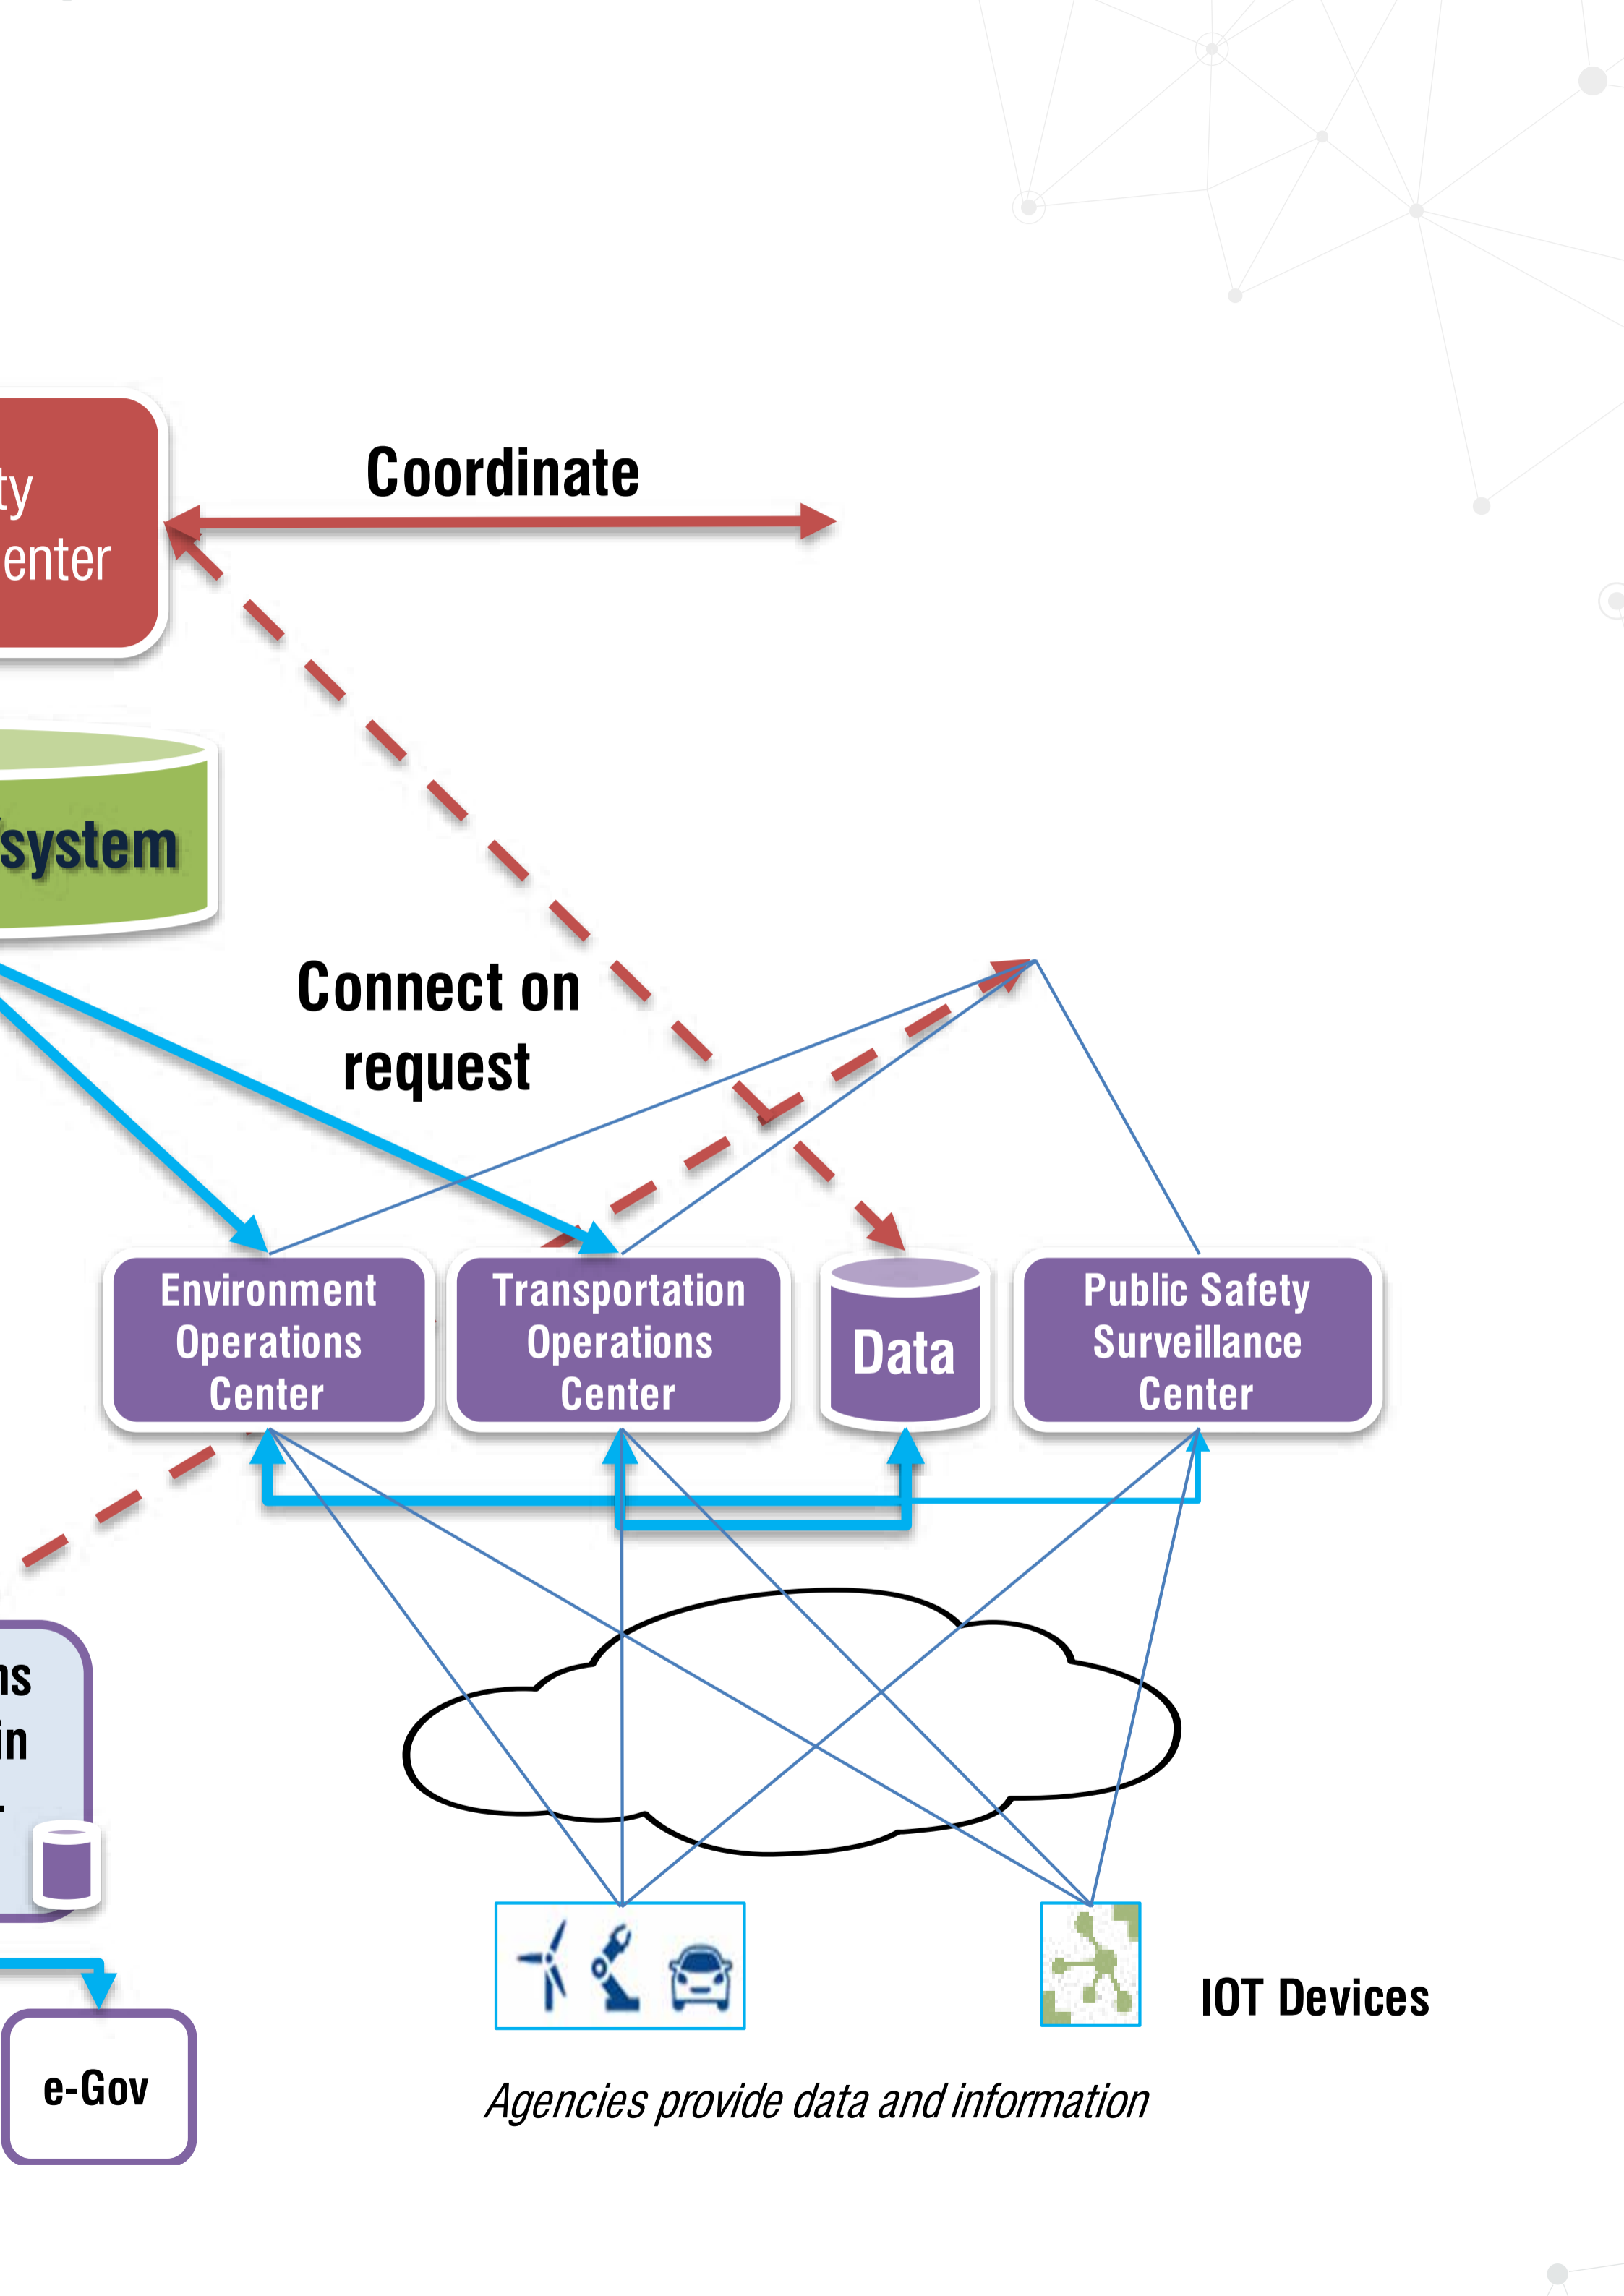 Coordinate
ty
enter
system
Connect on
request
Environment
Operations
Center
Transportation
Operations
Center
Data
Public Safety
Surveillance
Center
ns
in
e-Gov
IOT Devices
Agencies provide data and information